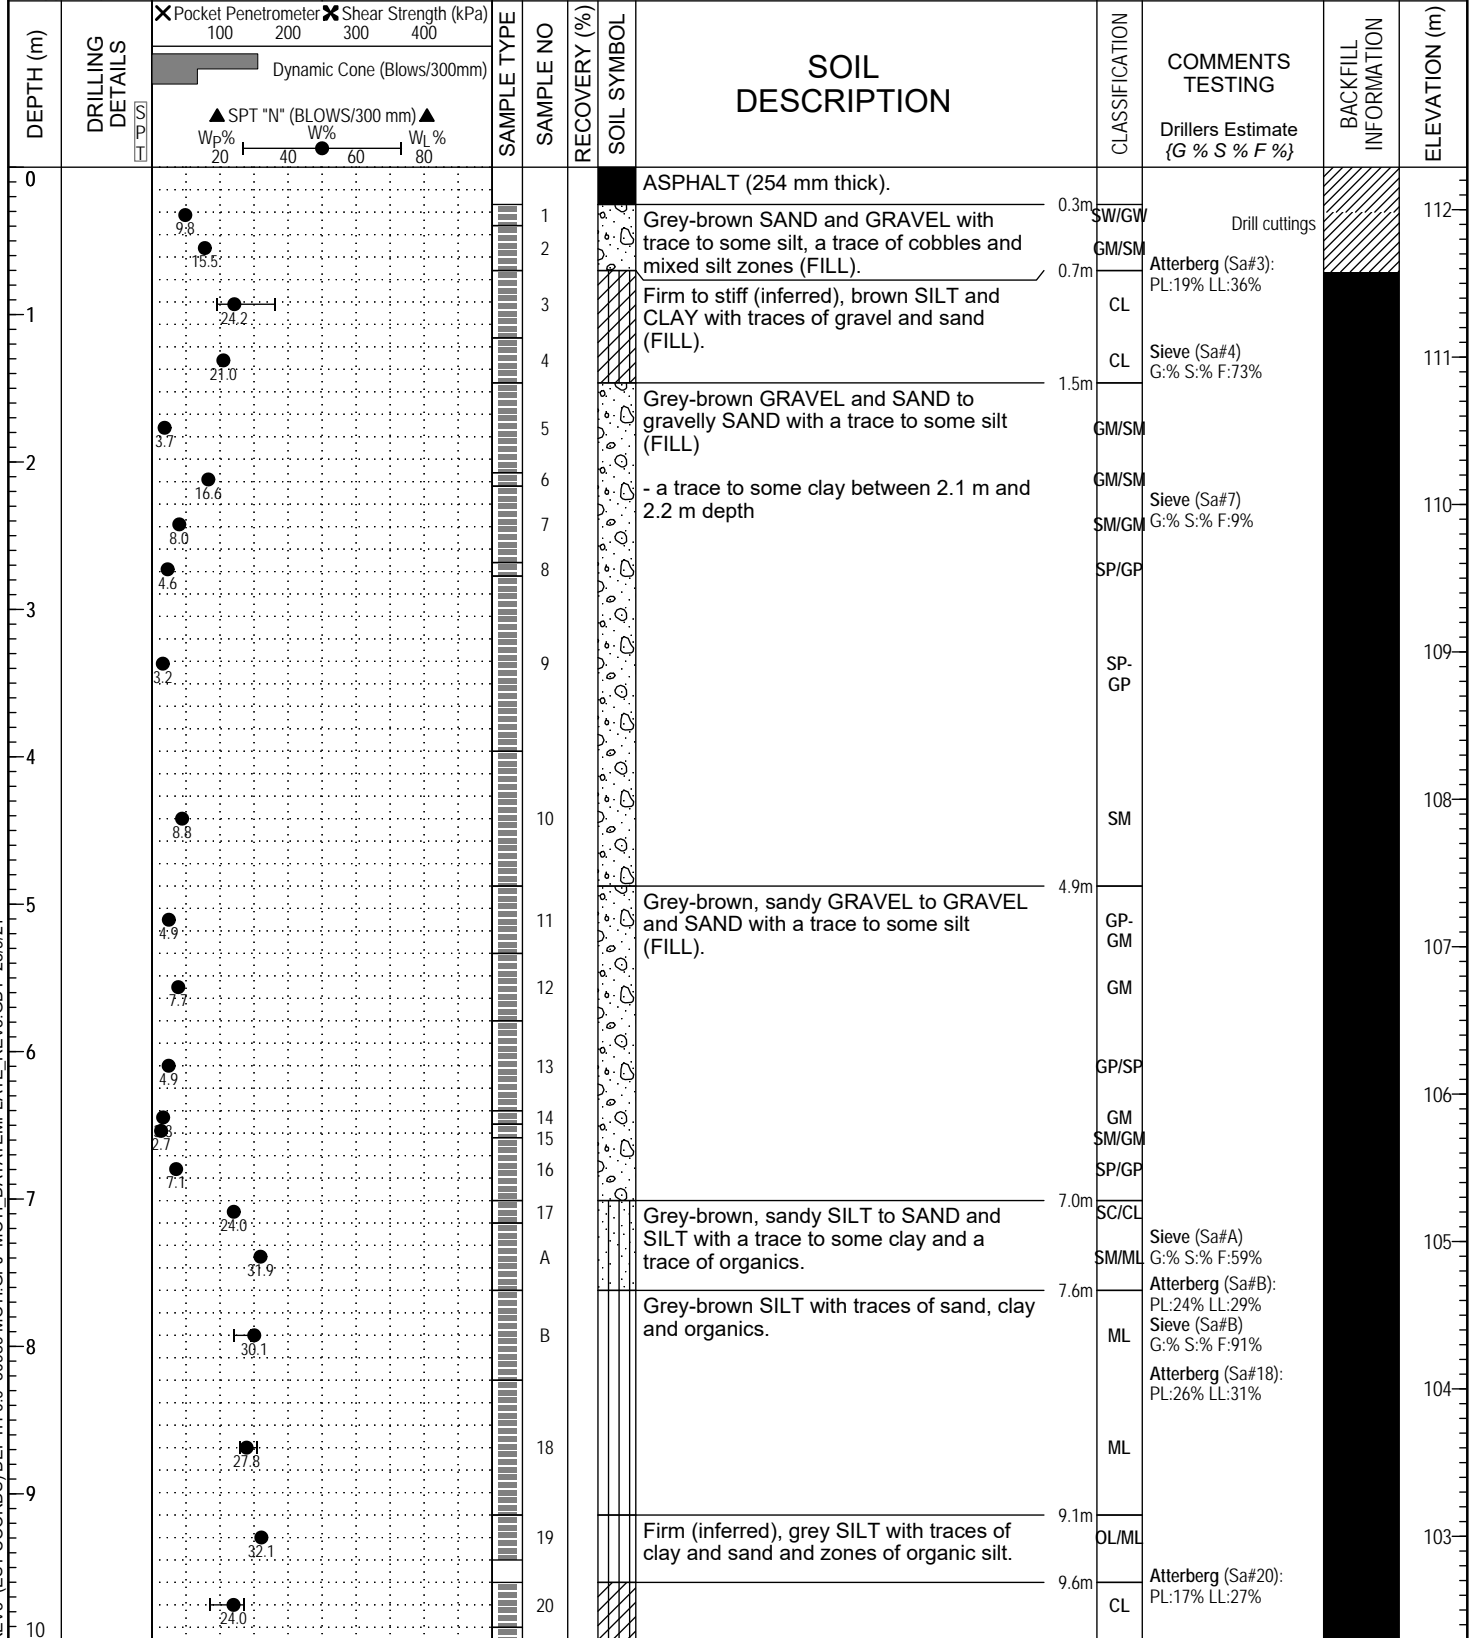 Pocket Penetrometer Shear Strength (kPa)
100 200 300 400
Dynamic Cone (Blows/300mm)
SPT "N" (BLOWS/300 mm)
WP% W% WL%
20 40 60 80
DEPTH (m)
DRILLING DETAILS
SPT
SAMPLE TYPE
SAMPLE NO
RECOVERY (%)
SOIL SYMBOL
SOIL
DESCRIPTION
CLASSIFICATION
COMMENTS
TESTING
Drillers Estimate
{G % S % F %}
BACKFILL INFORMATION
ELEVATION (m)
0
ASPHALT (254 mm thick).
0.3m
9.8
1
Grey-brown SAND and GRAVEL with
SW/GW
Drill cuttings
112
15.5
2
trace to some silt, a trace of cobbles and
mixed silt zones (FILL).
GM/SM
0.7m
Atterberg (Sa#3):
PL:19% LL:36%
1
24.2
3
Firm to stiff (inferred), brown SILT and
CLAY with traces of gravel and sand
(FILL).
CL
21.0
4
CL
Sieve (Sa#4)
G:% S:% F:73%
111
1.5m
Grey-brown GRAVEL and SAND to
gravelly SAND with a trace to some silt
(FILL)
3.7
5
GM/SM
2
16.6
6
- a trace to some clay between 2.1 m and
2.2 m depth
GM/SM
Sieve (Sa#7)
G:% S:% F:9%
110
8.0
7
SM/GM
4.6
8
SP/GP
3
3.2
9
SP-
GP
109
4
8.8
10
SM
108
4.9m
5
4.9
11
Grey-brown, sandy GRAVEL to GRAVEL
and SAND with a trace to some silt
(FILL).
GP-
GM
107
7.7
12
GM
6
4.9
13
GP/SP
106
14
GM
2.7
15
SM/GM
7.1
16
SP/GP
7
7.0m
24.0
17
Grey-brown, sandy SILT to SAND and
SILT with a trace to some clay and a
trace of organics.
SC/CL
31.9
A
SM/ML
Sieve (Sa#A)
G:% S:% F:59%
105
7.6m
Atterberg (Sa#B):
PL:24% LL:29%
Sieve (Sa#B)
G:% S:% F:91%
8
30.1
B
Grey-brown SILT with traces of sand, clay
and organics.
ML
Atterberg (Sa#18):
PL:26% LL:31%
104
27.8
18
ML
9
9.1m
32.1
19
Firm (inferred), grey SILT with traces of
clay and sand and zones of organic silt.
OL/ML
103
9.6m
Atterberg (Sa#20):
PL:17% LL:27%
24.0
20
CL
10